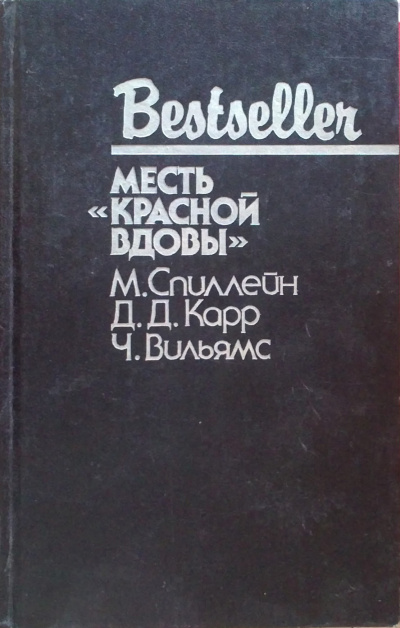 Bestseller
МЕСТЬ
«КРАСНОЙ
ВДОВЫ»
М. Спиллейн
Д. Д. Карр
Ч. Вильямс